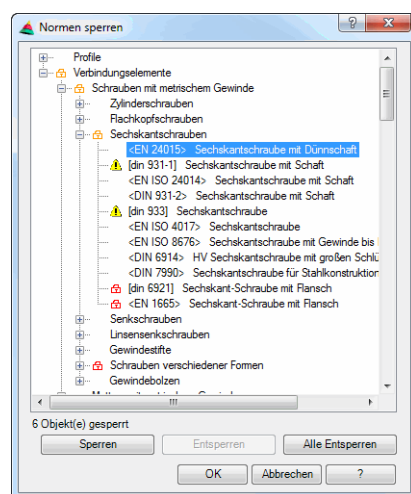 Normen sperren
?
Profile
Verbindungselemente
Schrauben mit metrischem Gewinde
Zylinderschrauben
Flachkopfschrauben
Sechskantschrauben
<EN 24015> Sechskantschraube mit Dünnschaft
[din 931-1] Sechskantschraube mit Schaft
<EN ISO 24014> Sechskantschraube mit Schaft
<DIN 931-2> Sechskantschraube mit Schaft
[din 933] Sechskantschraube
<EN ISO 4017> Sechskantschraube
<EN ISO 8676> Sechskantschraube mit Gewinde bis
<DIN 6914> HV Sechskantschraube mit großen Schlü
<DIN 7990> Sechskantschraube für Stahlkonstruktion
[din 6921] Sechskant-Schraube mit Flansch
<EN 1665> Sechskant-Schraube mit Flansch
Senkschrauben
Linsensenkschrauben
Gewindestifte
Schrauben verschiedener Formen
Gewindebolzen
6 Objekt(e) gesperrt
Sperren Entsperren Alle Entsperren
OK Abbrechen ?